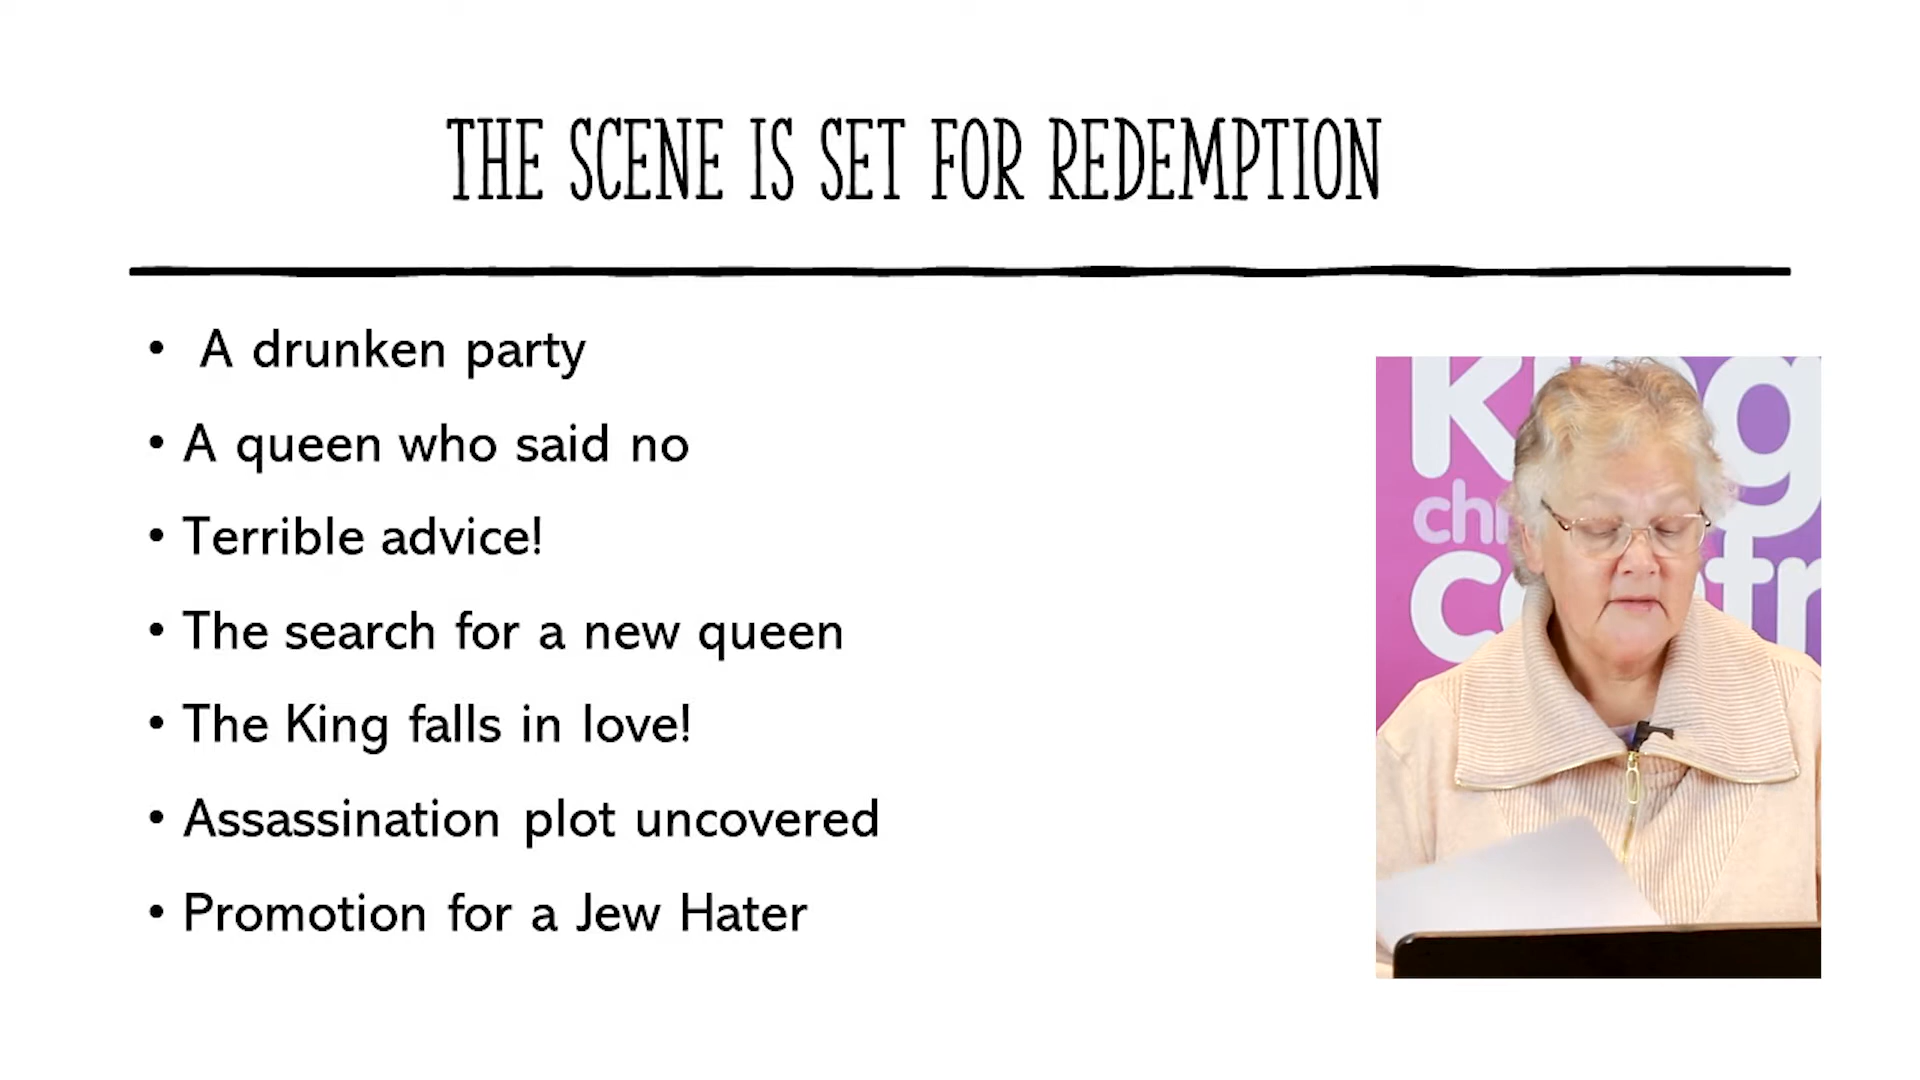 THE SCENE IS SET FOR REDEMPTION
• A drunken party
• A queen who said no
• Terrible advice!
• The search for a new queen
• The King falls in love!
• Assassination plot uncovered
• Promotion for a Jew Hater